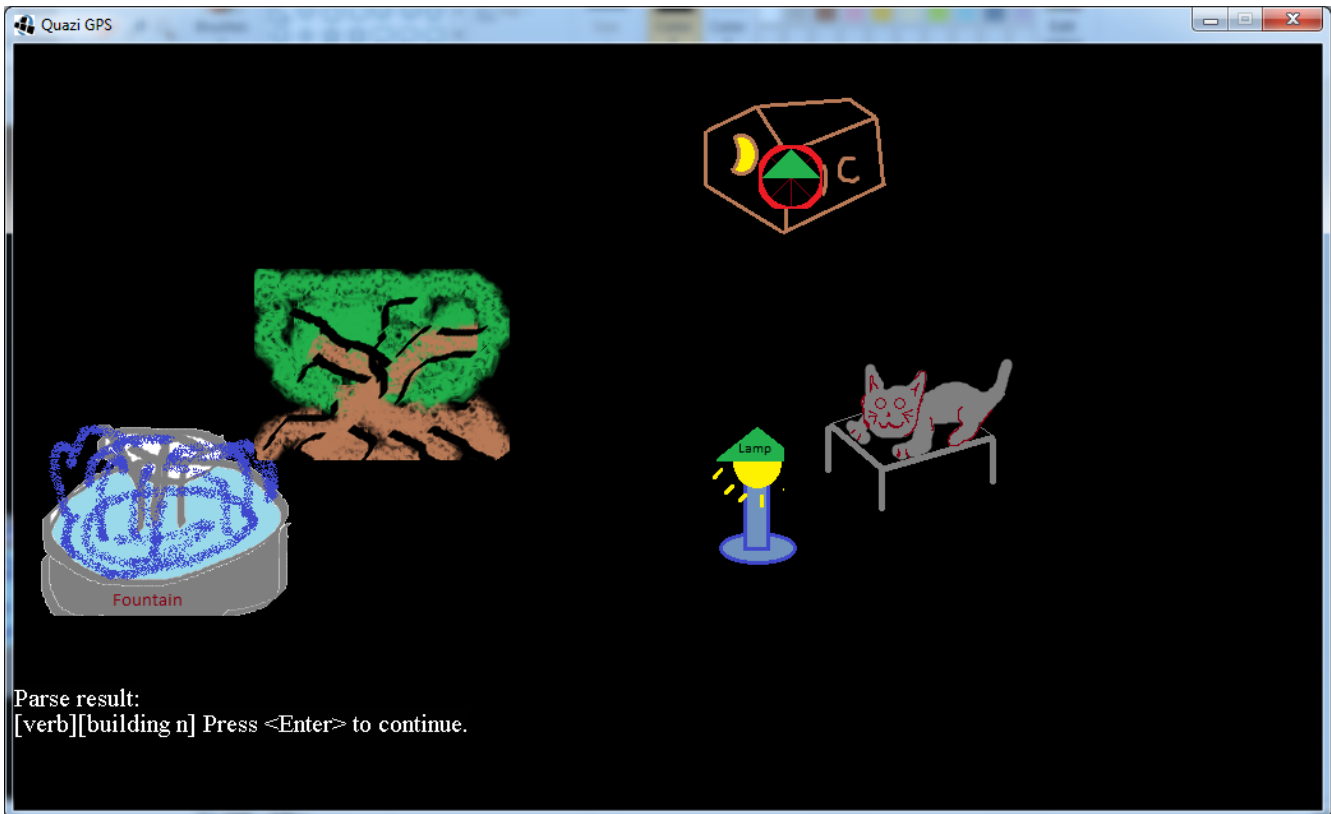 Quazi GPS
C
Lamp
Fountain
Parse result:
[verb][building n] Press <Enter> to continue.